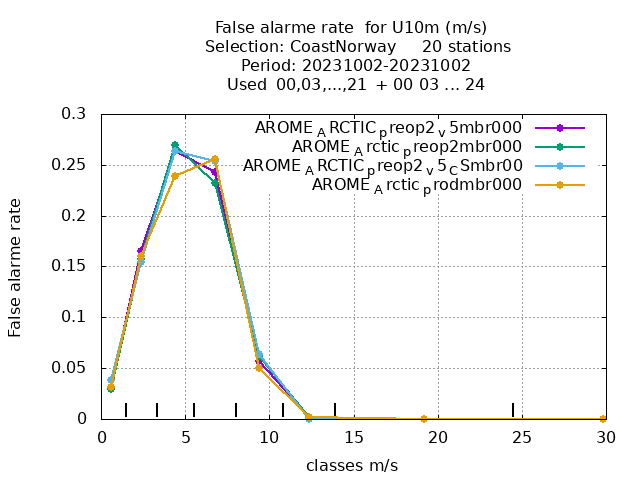 False alarme rate  for U10m (m/s)
Selection: CoastNorway     20 stations
Period: 20231002-20231002
Used  00,03,...,21  + 00 03 ... 24
AROME_ARCTIC_preop2_v5mbr000
AROME_Arctic_preop2mbr000
AROME_ARCTIC_preop2_v5_CSmbr00
AROME_Arctic_prodmbr000
0.3
0.25
0.2
0.15
0.1
0.05
0
False alarme rate
0 5 10 15 20 25 30
classes m/s